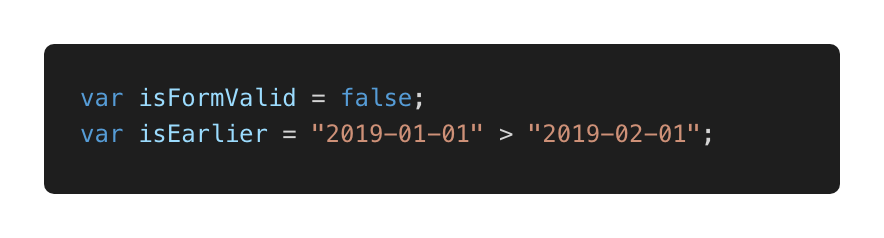 var isFormValid = false;
var isEarlier = "2019-01-01" > "2019-02-01";